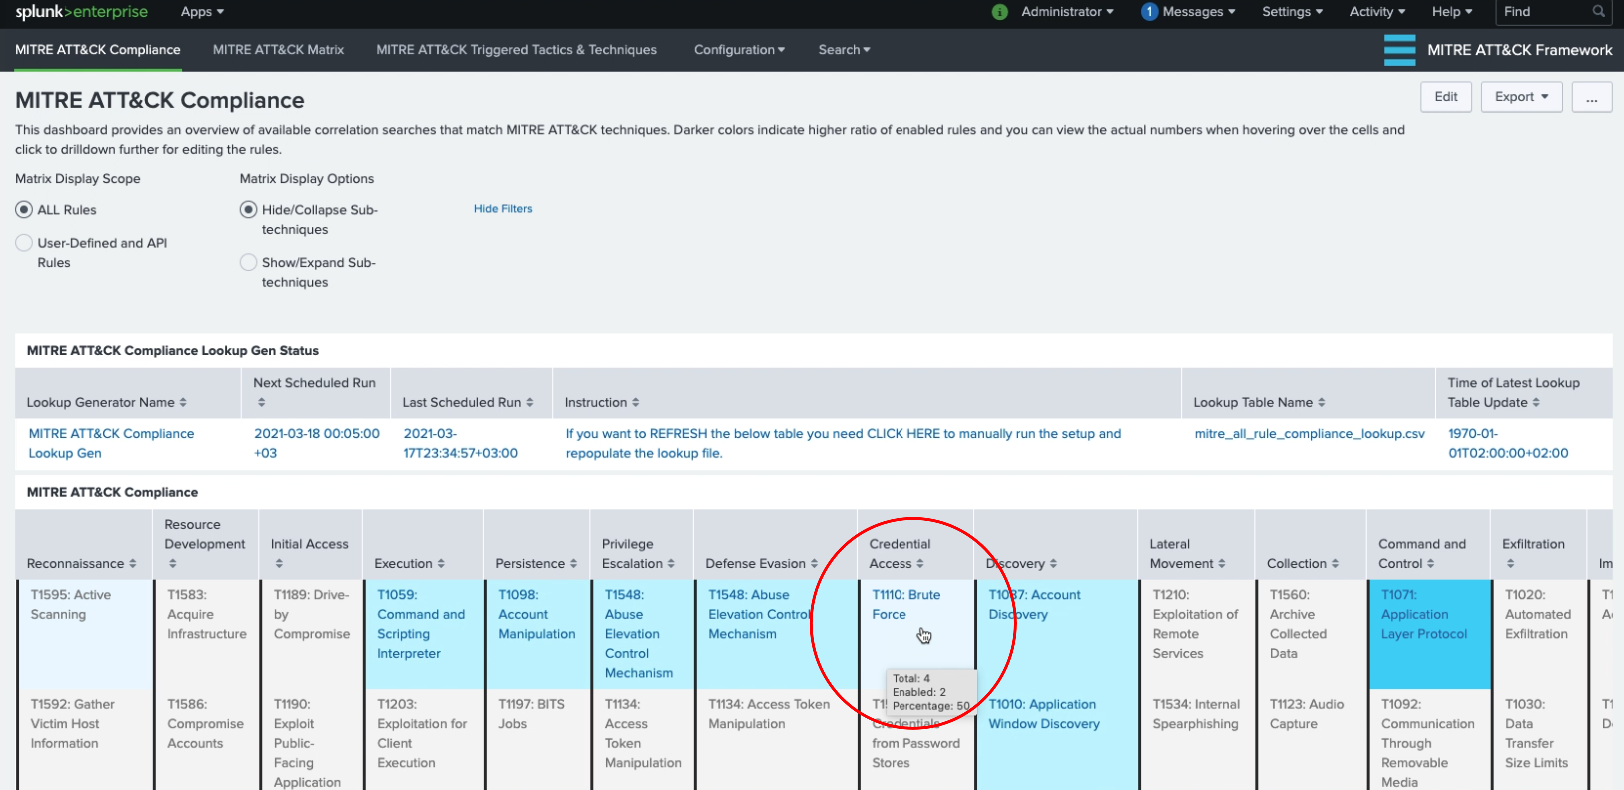 splunk>enterprise Apps Administrator 1 Messages Settings Activity Help Find
MITRE ATT&CK Compliance MITRE ATT&CK Matrix MITRE ATT&CK Triggered Tactics & Techniques Configuration Search MITRE ATT&CK Framework
MITRE ATT&CK Compliance
Edit Export ...
This dashboard provides an overview of available correlation searches that match MITRE ATT&CK techniques. Darker colors indicate higher ratio of enabled rules and you can view the actual numbers when hovering over the cells and
click to drilldown further for editing the rules.
Matrix Display Scope
ALL Rules
User-Defined and API
Rules
Matrix Display Options
Hide/Collapse Sub-
techniques
Show/Expand Sub-
techniques
Hide Filters
MITRE ATT&CK Compliance Lookup Gen Status
Lookup Generator Name
Next Scheduled Run
Last Scheduled Run
Instruction
Lookup Table Name
Time of Latest Lookup
Table Update
MITRE ATT&CK Compliance
Lookup Gen
2021-03-18 00:05:00
+03
2021-03-
17T23:34:57+03:00
If you want to REFRESH the below table you need CLICK HERE to manually run the setup and
repopulate the lookup file.
mitre_all_rule_compliance_lookup.csv
1970-01-
01T02:00:00+02:00
MITRE ATT&CK Compliance
Reconnaissance
Resource
Development
Initial Access
Execution
Persistence
Privilege
Escalation
Defense Evasion
Credential
Access
Discovery
Lateral
Movement
Collection
Command and
Control
Exfiltration
Im
T1595: Active
Scanning
T1583:
Acquire
Infrastructure
T1189: Drive-
by
Compromise
T1059:
Command and
Scripting
Interpreter
T1098:
Account
Manipulation
T1548:
Abuse
Elevation
Control
Mechanism
T1548: Abuse
Elevation Control
Mechanism
T1110: Brute
Force
Total: 4
Enabled: 2
Percentage: 50
T1087: Account
Discovery
T1210:
Exploitation of
Remote
Services
T1560:
Archive
Collected
Data
T1071:
Application
Layer Protocol
T1020:
Automated
Exfiltration
T1592: Gather
Victim Host
Information
T1586:
Compromise
Accounts
T1190:
Exploit
Public-
Facing
Application
T1203:
Exploitation for
Client
Execution
T1197: BITS
Jobs
T1134:
Access
Token
Manipulation
T1134: Access Token
Manipulation
Credentials
from Password
Stores
T1010: Application
Window Discovery
T1534: Internal
Spearphishing
T1123: Audio
Capture
T1092:
Communication
Through
Removable
Media
T1030:
Data
Transfer
Size Limits